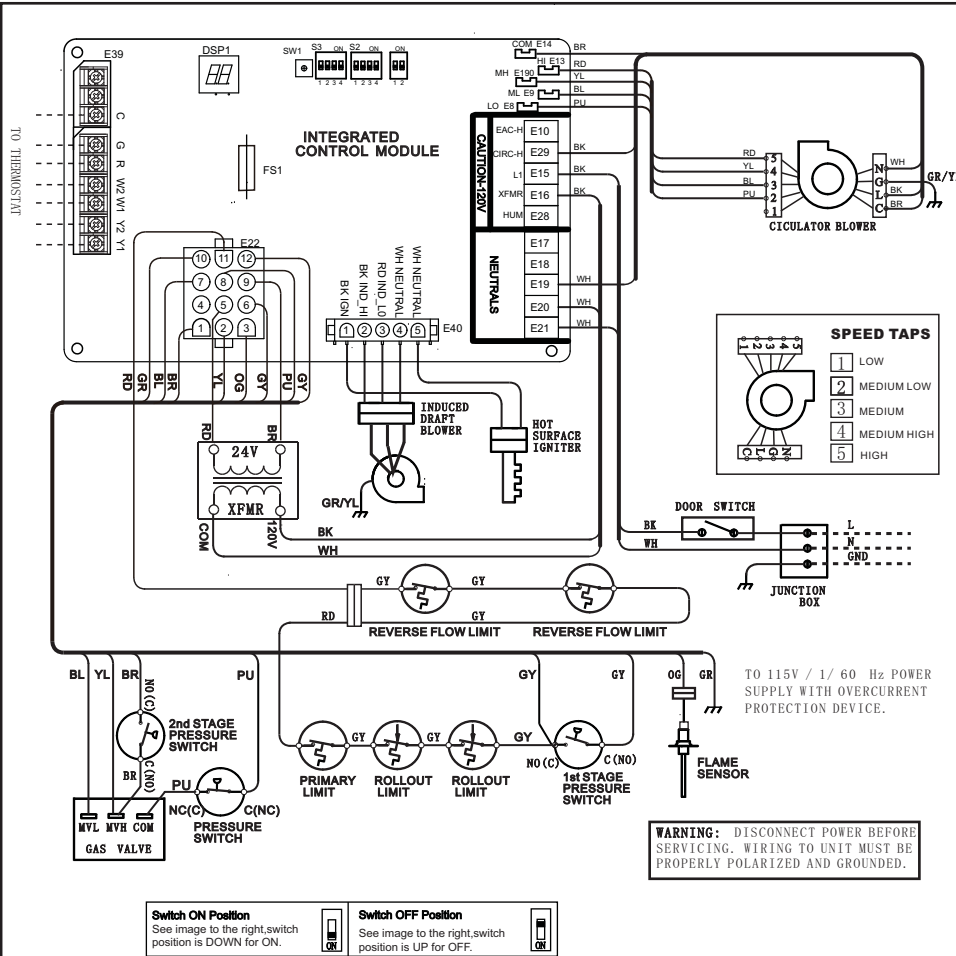 E39
DSP1
SW1
S3 ON
S2 ON
ON
1 2 3 4
1 2 3 4
1 2
COM E14
HI E13
MH E190
ML E9
LO E8
BR
RD
YL
BL
PU
TO THERMOSTAT
C
G
R
W2
W1
Y2
Y1
INTEGRATED
CONTROL MODULE
FS1
CAUTION-120V
EAC-H E10
CIRC-H E29 BK
L1 E15 BK
XFMR E16 BK
HUM E28
NEUTRALS
E17
E18
E19 WH
E20 WH
E21 WH
RD 5
YL 4
BL 3
PU 2
1
N WH
G GR/YL
L BK
C BR
CICULATOR BLOWER
E22
10 11 12
7 8 9
4 5 6
1 2 3
BK IGN
BK IND_HI
RD IND_L0
WH NEUTRAL
WH NEUTRAL
1 2 3 4 5
E40
RD
GR
BL
BR
YL
OG
GY
PU
GY
SPEED TAPS
1 2 3 4 5
C L G N
1 LOW
2 MEDIUM LOW
3 MEDIUM
4 MEDIUM HIGH
5 HIGH
INDUCED
DRAFT
BLOWER
HOT
SURFACE
IGNITER
GR/YL
RD
BR
24V
XFMR
COM
120V
BK
WH
DOOR SWITCH
BK
WH
L
N
GND
JUNCTION
BOX
GY
GY
RD
GY
REVERSE FLOW LIMIT
REVERSE FLOW LIMIT
BL
YL
BR
PU
GY
GY
OG
GR
NO(C)
2nd STAGE
PRESSURE
SWITCH
C(NO)
BR
PU
NC(C)
C(NC)
PRESSURE
SWITCH
MVL MVH COM
GAS VALVE
GY
GY
GY
PRIMARY
LIMIT
ROLLOUT
LIMIT
ROLLOUT
LIMIT
NO(C)
C(NO)
1st STAGE
PRESSURE
SWITCH
FLAME
SENSOR
TO 115V / 1/ 60 Hz POWER
SUPPLY WITH OVERCURRENT
PROTECTION DEVICE.
WARNING: DISCONNECT POWER BEFORE
SERVICING. WIRING TO UNIT MUST BE
PROPERLY POLARIZED AND GROUNDED.
Switch ON Position
See image to the right,switch
position is DOWN for ON.
ON
Switch OFF Position
See image to the right,switch
position is UP for OFF.
ON